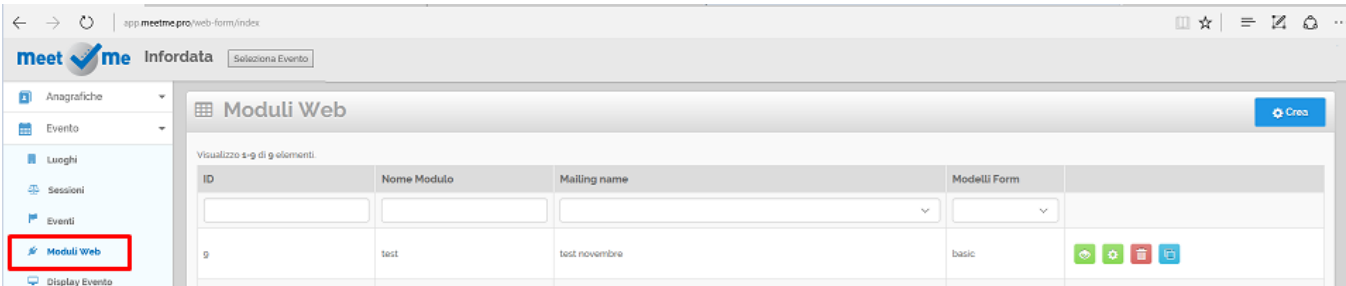 app.meetme.pro/web-form/index
meet me Infordata Seleziona Evento
Anagrafiche
Evento
Luoghi
Sessioni
Eventi
Moduli Web
Display Evento
Moduli Web
Crea
Visualizzo 1-9 di 9 elementi.
ID Nome Modulo Mailing name Modelli Form
9 test test novembre basic